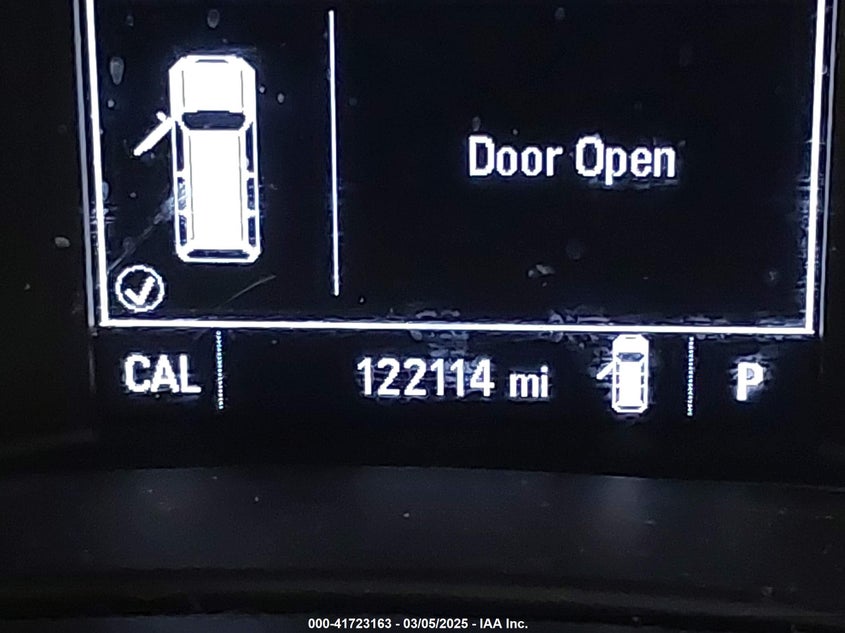 Door Open
CAL 122114 mi P
000-41723163 - 03/05/2025 - IAA Inc.